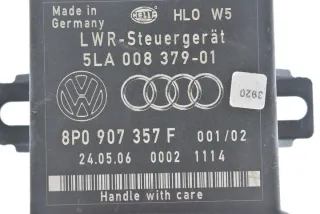 Made in HELLA HLO W5
Germany
LWR-Steuergerät
5LA 008 379-01
3920
8P0 907 357 F 001/02
24.05.06 0002 1114
Handle with care